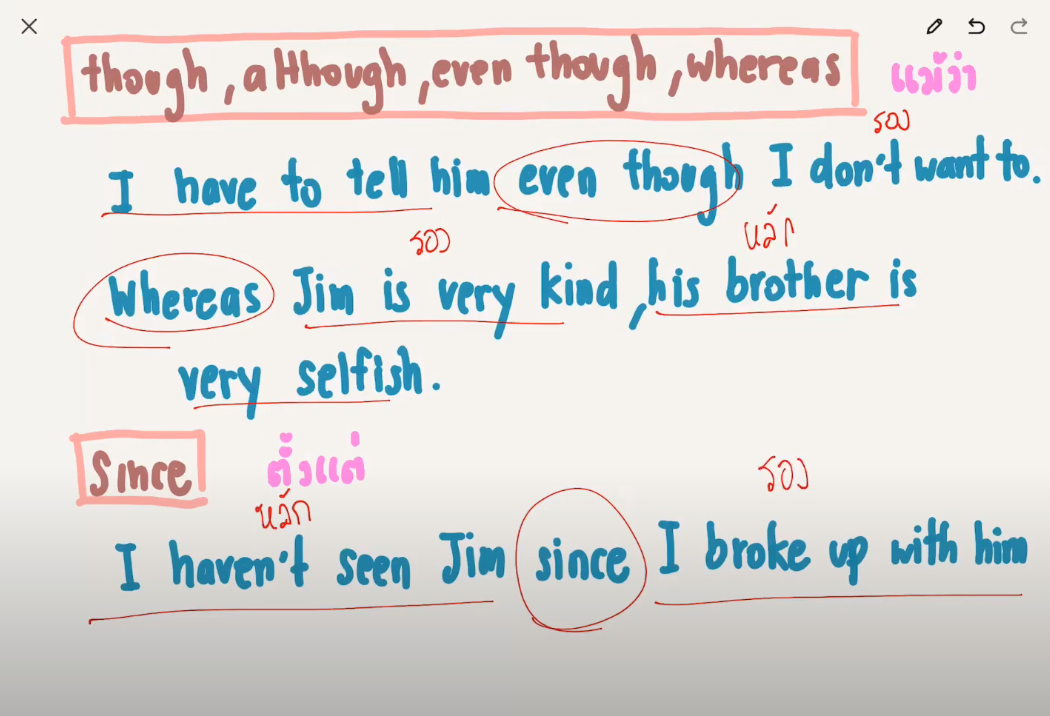 though, although, even though, whereas แม้ว่า
รอง
I have to tell him even though I don't want to.
รอง หลัก
Whereas Jim is very kind, his brother is
very selfish.
Since ตั้งแต่
หลัก รอง
I haven't seen Jim since I broke up with him